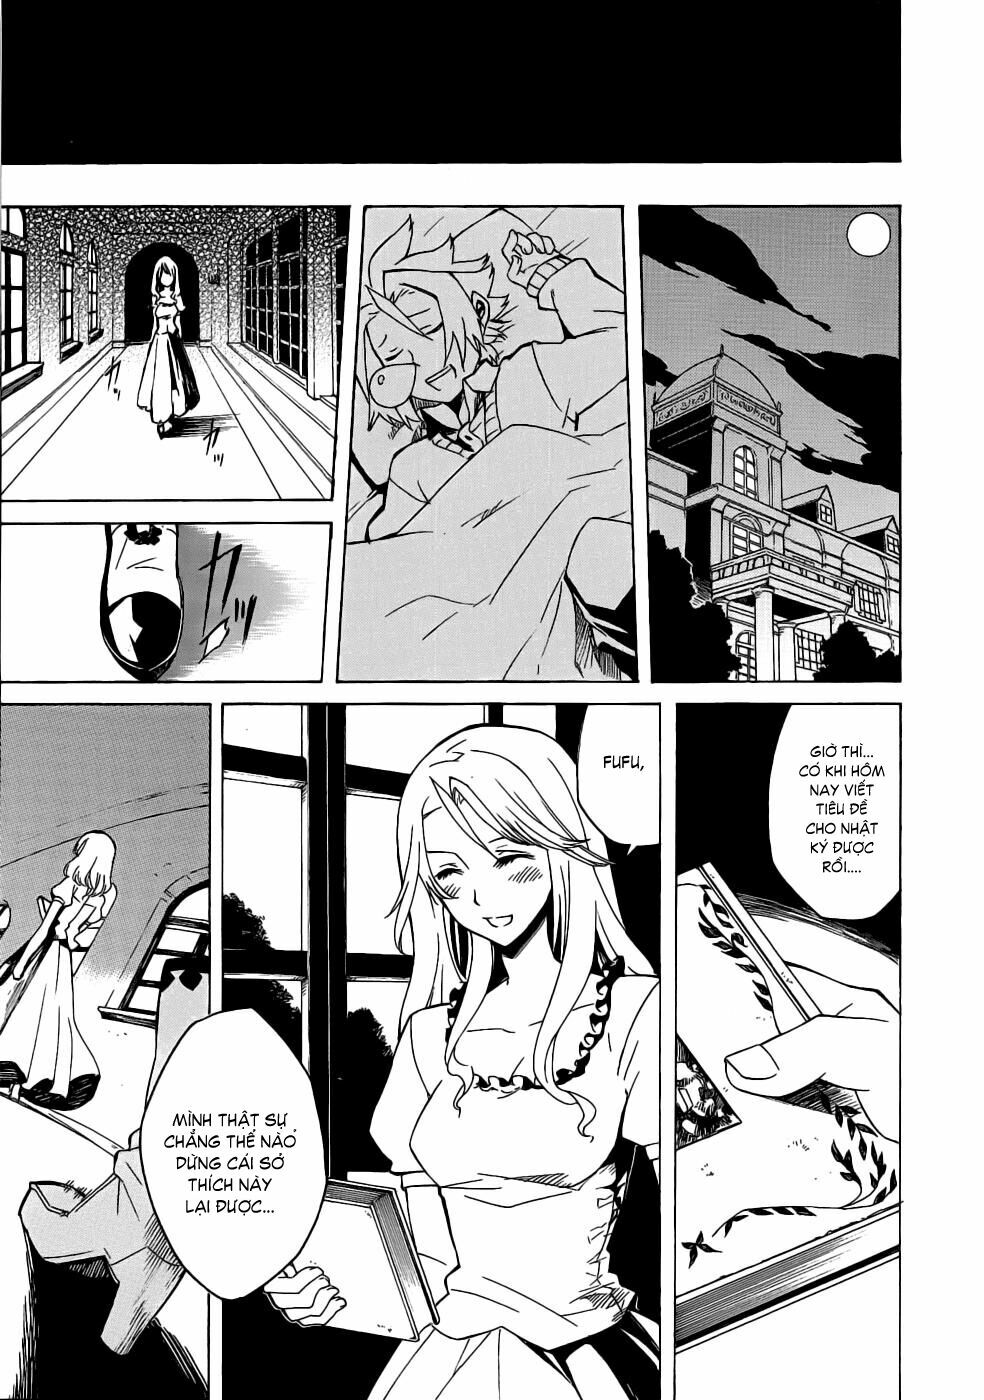 GIỜ THÌ...
CÓ KHI HÔM
NAY VIẾT
TIÊU ĐỀ
CHO NHẬT
KÝ ĐƯỢC
RỒI....
FUFU,
MÌNH THẬT SỰ
CHẲNG THỂ NÀO
DỪNG CÁI SỞ
THÍCH NÀY
LẠI ĐƯỢC...